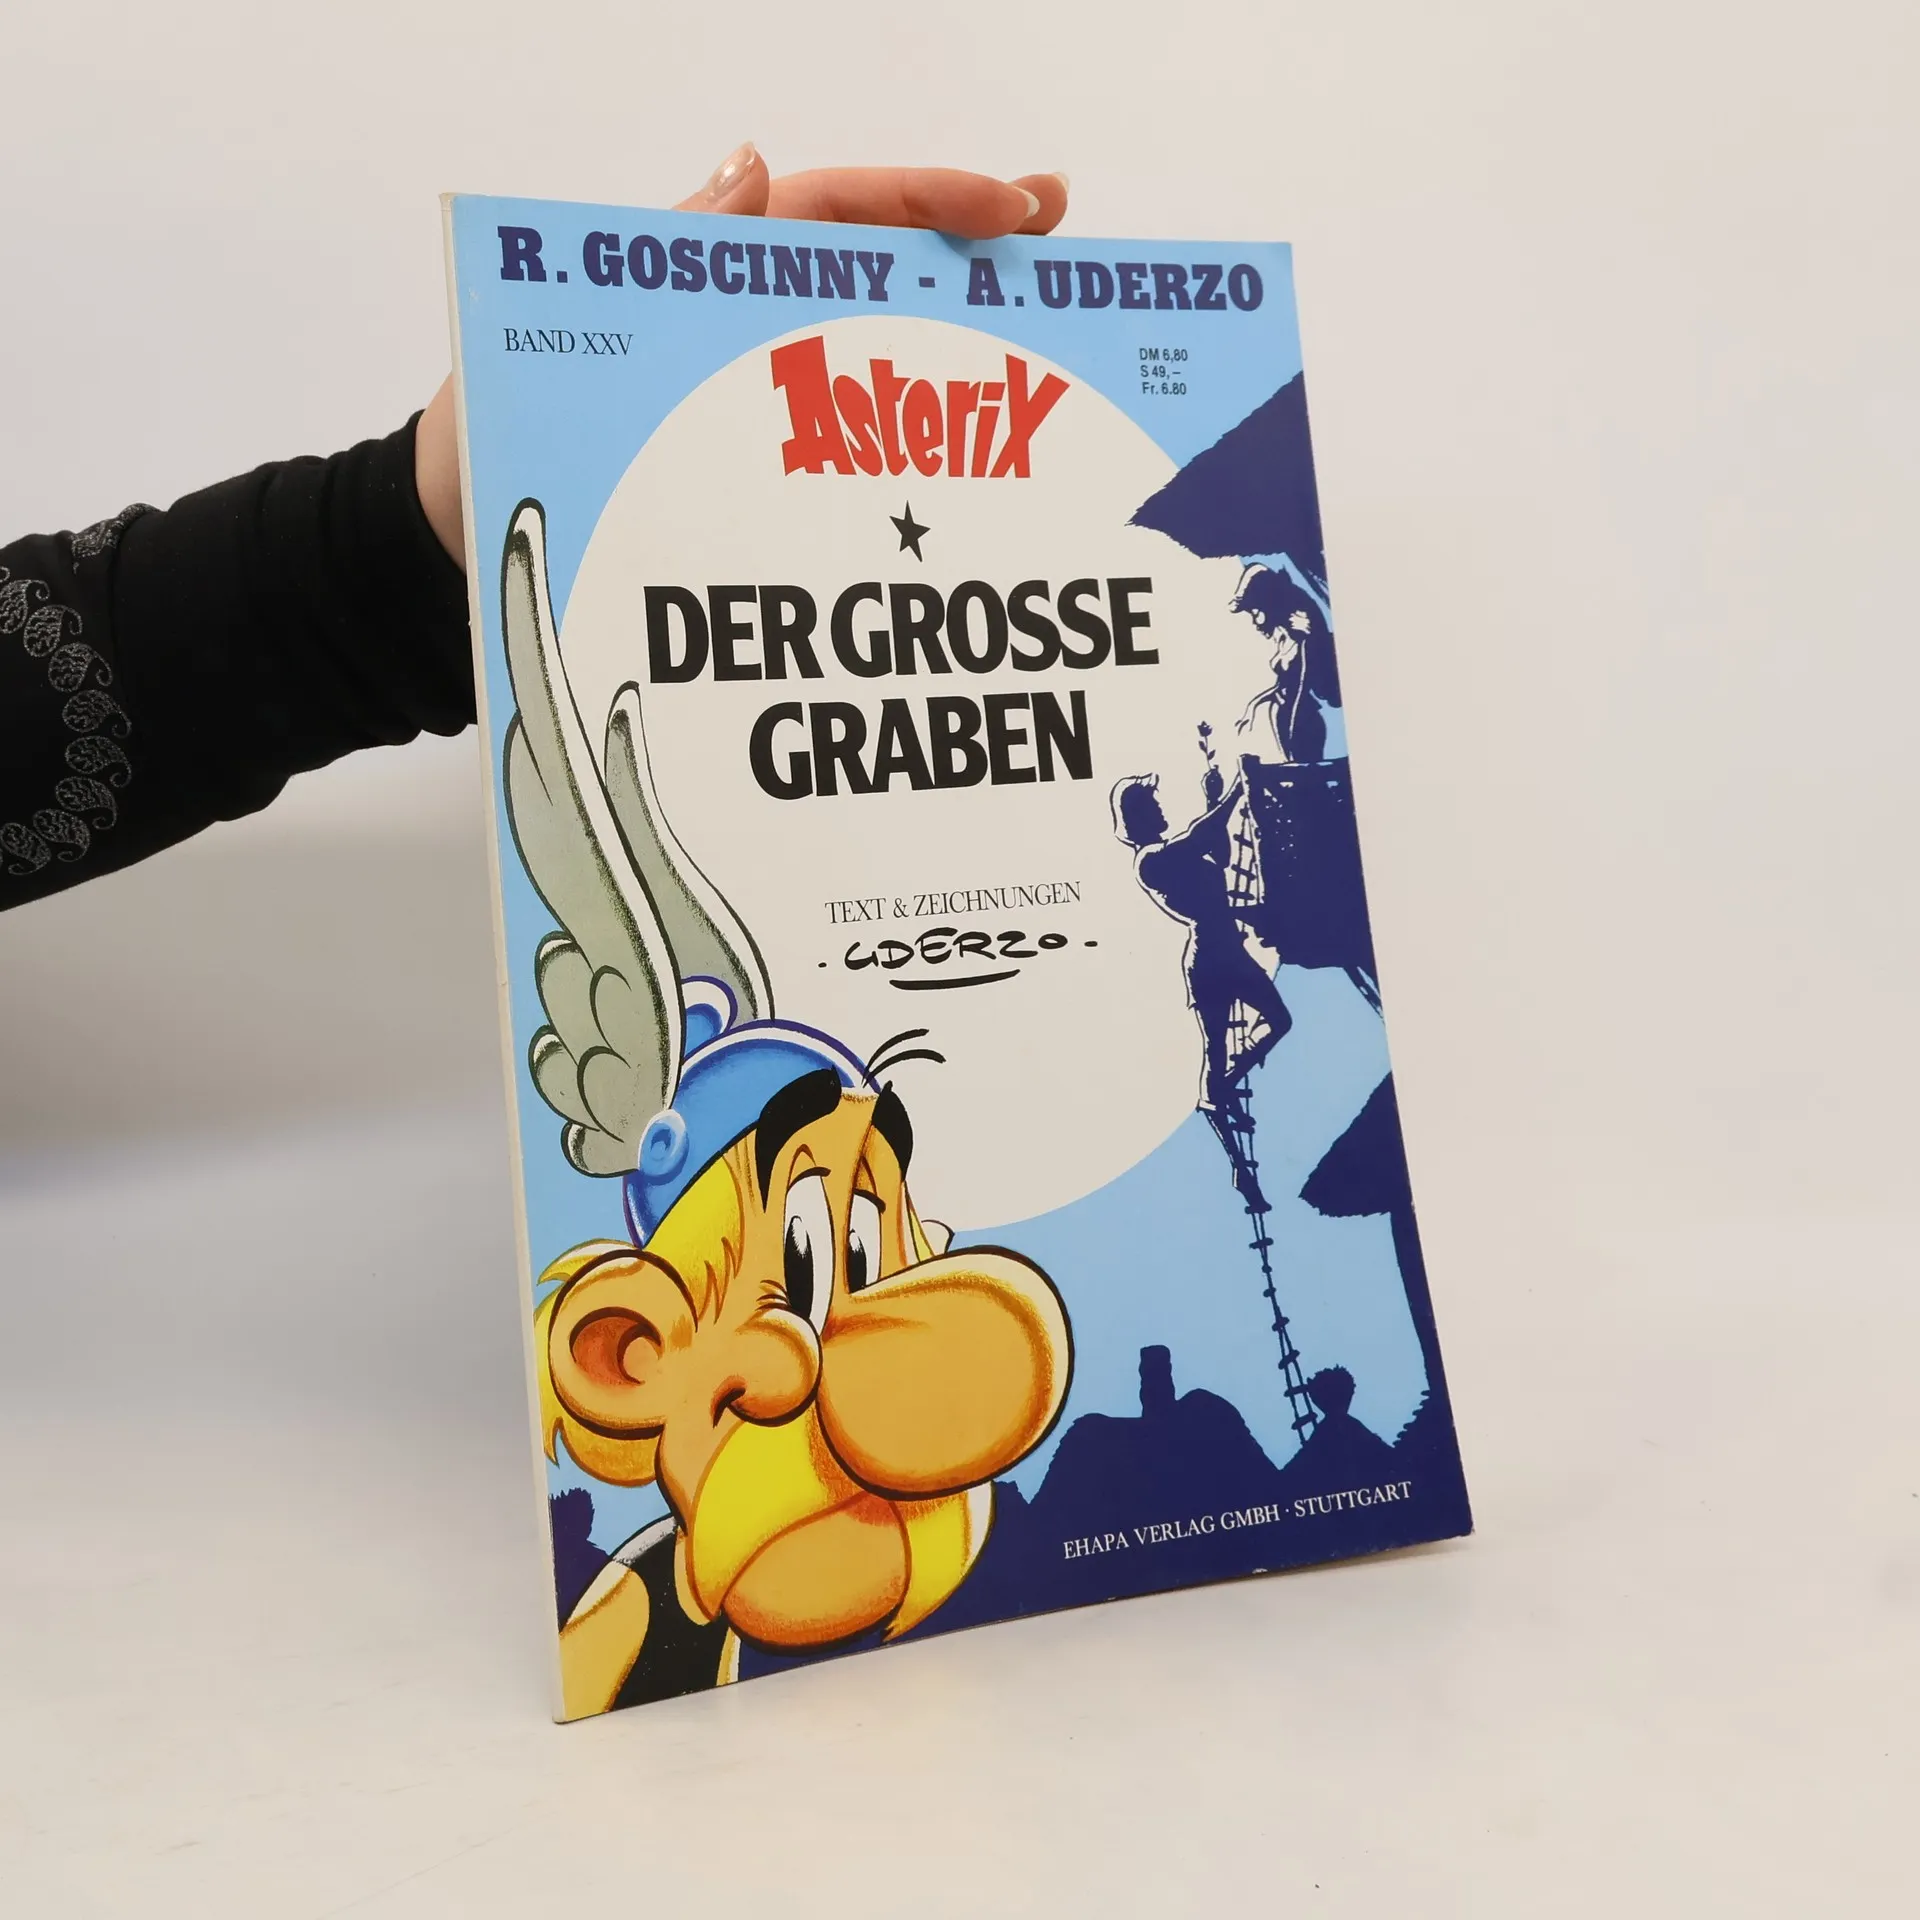 R. GOSCINNY - A. UDERZO
BAND XXV
DM 6,80
S 49,–
Fr. 6.80
Asterix
DER GROSSE
GRABEN
TEXT & ZEICHNUNGEN
· UDERZO ·
EHAPA VERLAG GMBH · STUTTGART